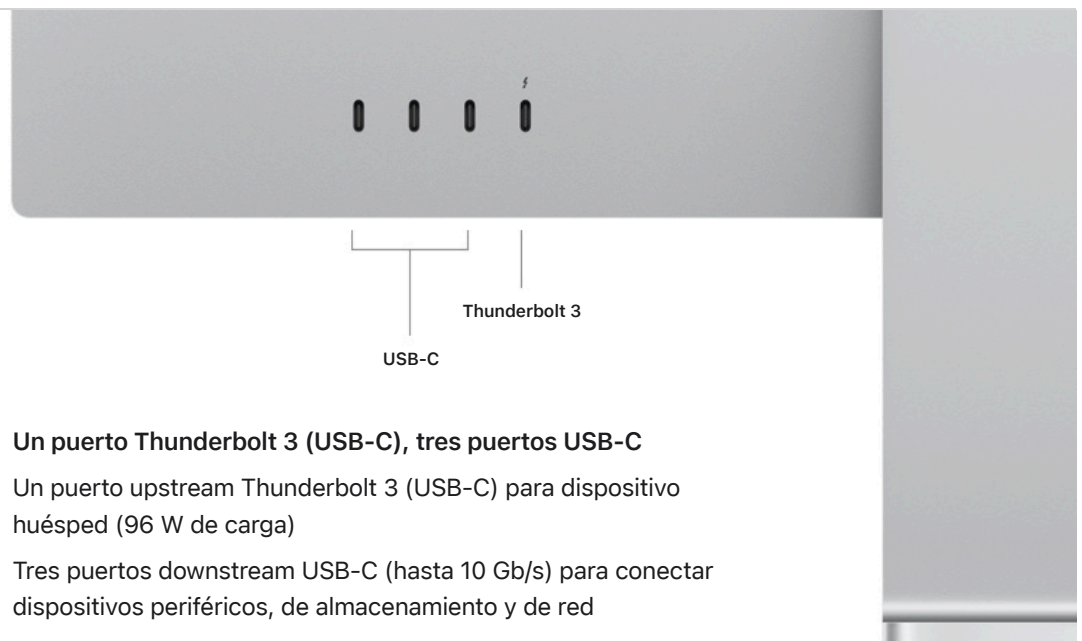 Thunderbolt 3
USB-C
Un puerto Thunderbolt 3 (USB-C), tres puertos USB-C
Un puerto upstream Thunderbolt 3 (USB-C) para dispositivo
huésped (96 W de carga)
Tres puertos downstream USB-C (hasta 10 Gb/s) para conectar
dispositivos periféricos, de almacenamiento y de red